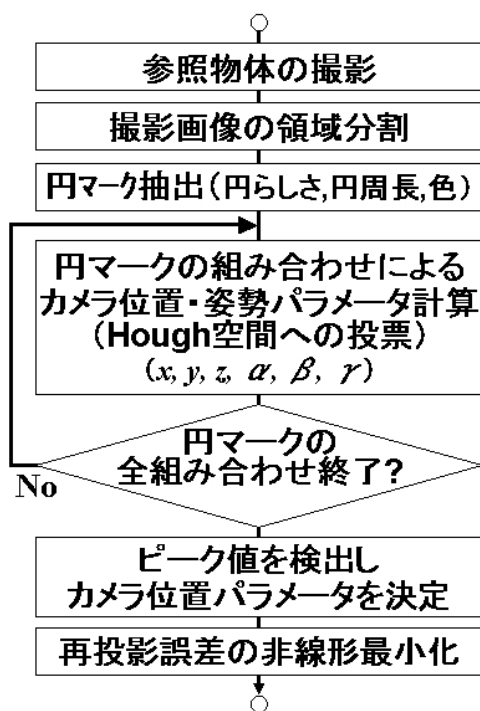 参照物体の撮影
撮影画像の領域分割
円マーク抽出(円らしさ,円周長,色)
円マークの組み合わせによる
カメラ位置・姿勢パラメータ計算
(Hough空間への投票)
(x, y, z, α, β, γ)
円マークの
全組み合わせ終了?
No
ピーク値を検出し
カメラ位置パラメータを決定
再投影誤差の非線形最小化